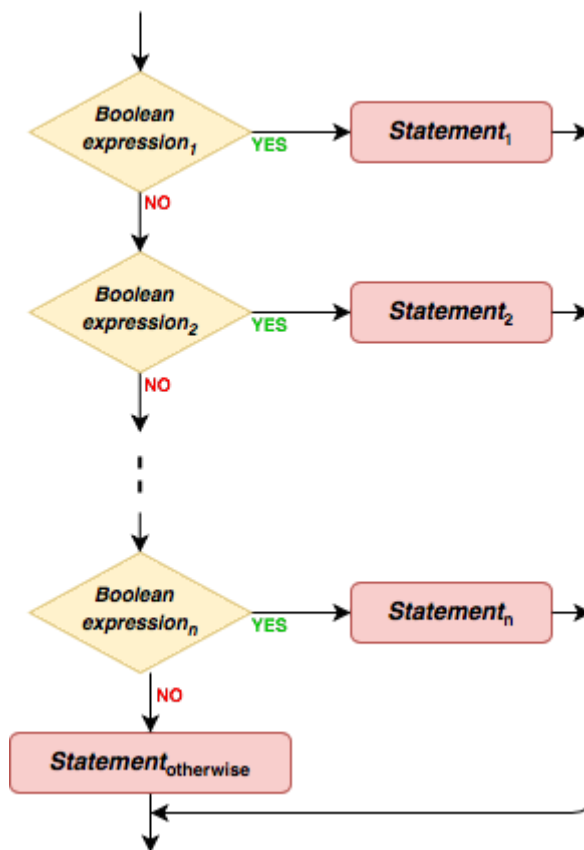 Boolean
expression1
YES
Statement1
NO
Boolean
expression2
YES
Statement2
NO
Boolean
expressionn
YES
Statementn
NO
Statementotherwise